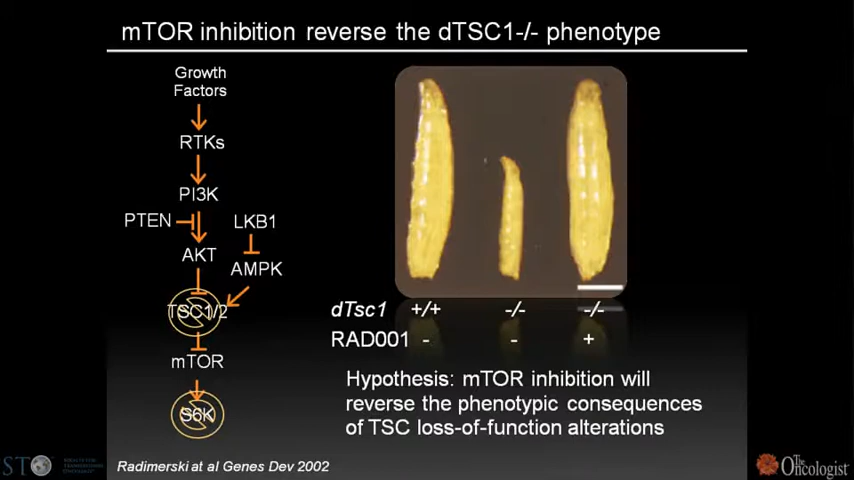 mTOR inhibition reverse the dTSC1-/- phenotype
Growth
Factors
RTKs
PI3K
PTEN
LKB1
AKT
AMPK
TSC1/2
mTOR
S6K
dTsc1 +/+ -/- -/-
RAD001 - - +
Hypothesis: mTOR inhibition will
reverse the phenotypic consequences
of TSC loss-of-function alterations
Radimerski at al Genes Dev 2002
The
Oncologist